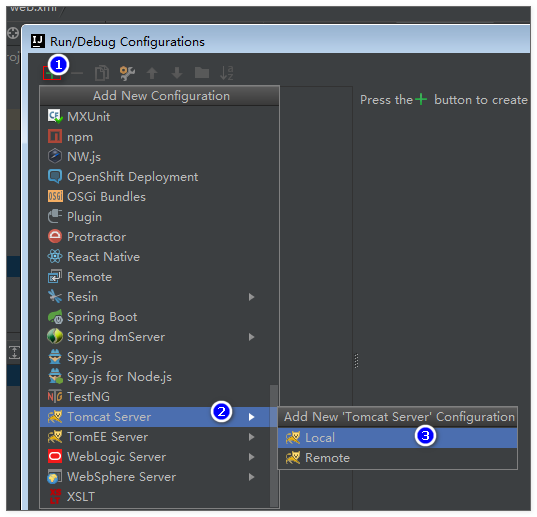 web.xml
Run/Debug Configurations
1
Add New Configuration
Press the + button to create
MXUnit
npm
NW.js
OpenShift Deployment
OSGi Bundles
Plugin
Protractor
React Native
Remote
Resin
Spring Boot
Spring dmServer
Spy-js
Spy-js for Node.js
TestNG
Tomcat Server 2
Add New 'Tomcat Server' Configuration
TomEE Server
Local 3
WebLogic Server
Remote
WebSphere Server
XSLT